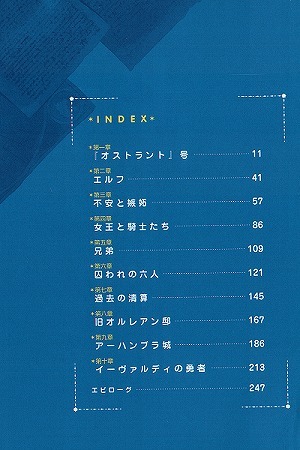 *INDEX*
*第一章
『オストラント』号 11
*第二章
エルフ 41
*第三章
不安と嫉妬 57
*第四章
女王と騎士たち 86
*第五章
兄弟 109
*第六章
囚われの六人 121
*第七章
過去の清算 145
*第八章
旧オルレアン邸 167
*第九章
アーハンブラ城 186
*第十章
イーヴァルディの勇者 213
エピローグ 247